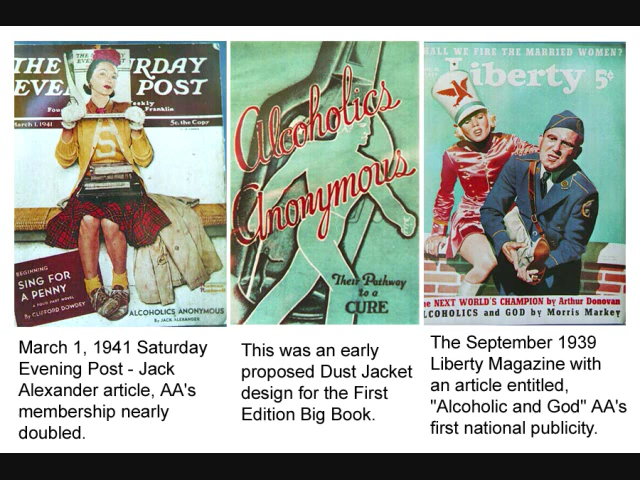 THE SATURDAY
EVENING POST
March 1, 1941
Weekly
Franklin
5c. the Copy
S
BEGINNING
SING FOR
A PENNY
By CLIFFORD DOWDEY
ALCOHOLICS ANONYMOUS
By JACK ALEXANDER
Alcoholics
Anonymous
Their Pathway
to a
CURE
HALL WE FIRE THE MARRIED WOMEN?
Liberty 5¢
NEXT WORLD'S CHAMPION by Arthur Donovan
LCOHOLICS and GOD by Morris Markey
March 1, 1941 Saturday
Evening Post - Jack
Alexander article, AA's
membership nearly
doubled.
This was an early
proposed Dust Jacket
design for the First
Edition Big Book.
The September 1939
Liberty Magazine with
an article entitled,
"Alcoholic and God" AA's
first national publicity.